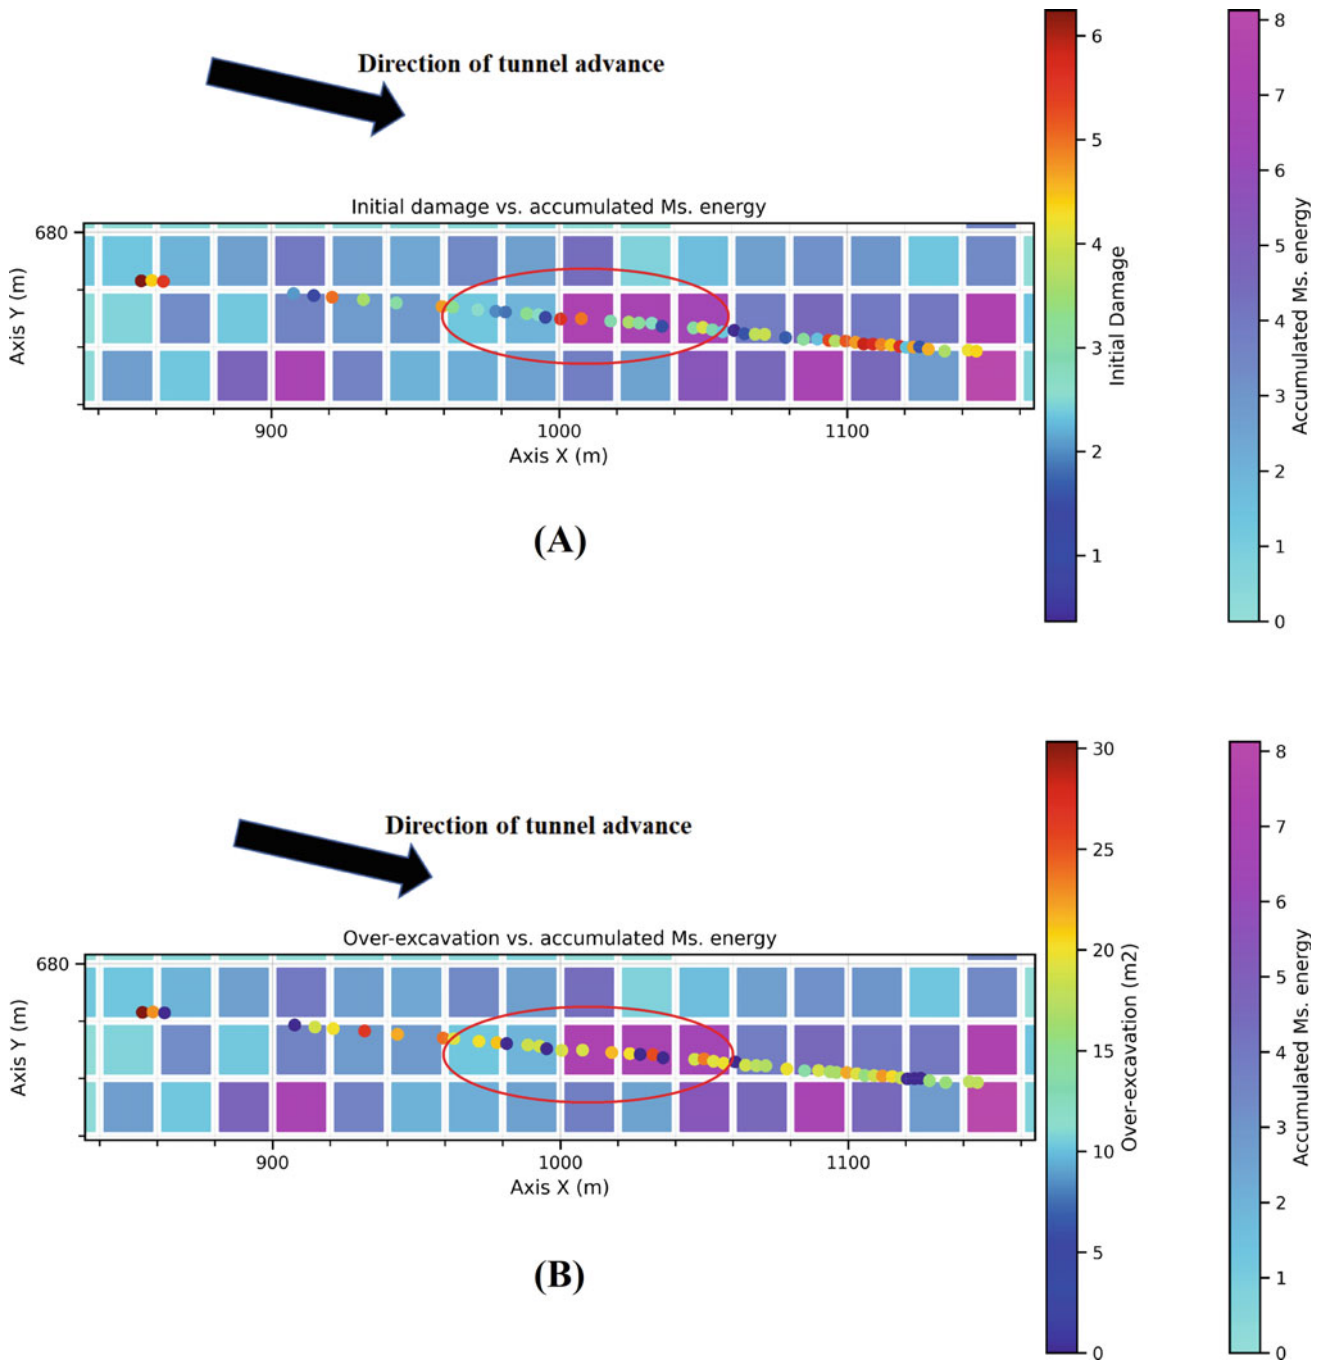 Direction of tunnel advance
Initial damage vs. accumulated Ms. energy
680
Axis Y (m)
900
1000
1100
Axis X (m)
6
5
4
3
2
1
Initial Damage
8
7
6
5
4
3
2
1
0
Accumulated Ms. energy
(A)
Direction of tunnel advance
Over-excavation vs. accumulated Ms. energy
680
Axis Y (m)
900
1000
1100
Axis X (m)
30
25
20
15
10
5
0
Over-excavation (m2)
8
7
6
5
4
3
2
1
0
Accumulated Ms. energy
(B)